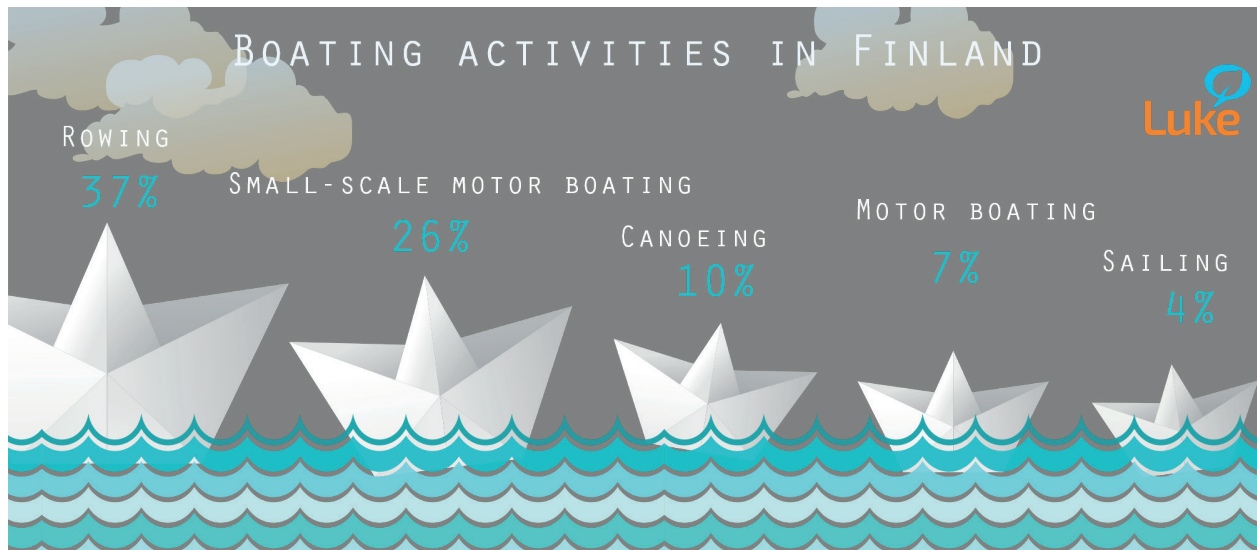 Boating activities in Finland
Luke
Rowing
37%
Small-scale motor boating
26%
Canoeing
10%
Motor boating
7%
Sailing
4%